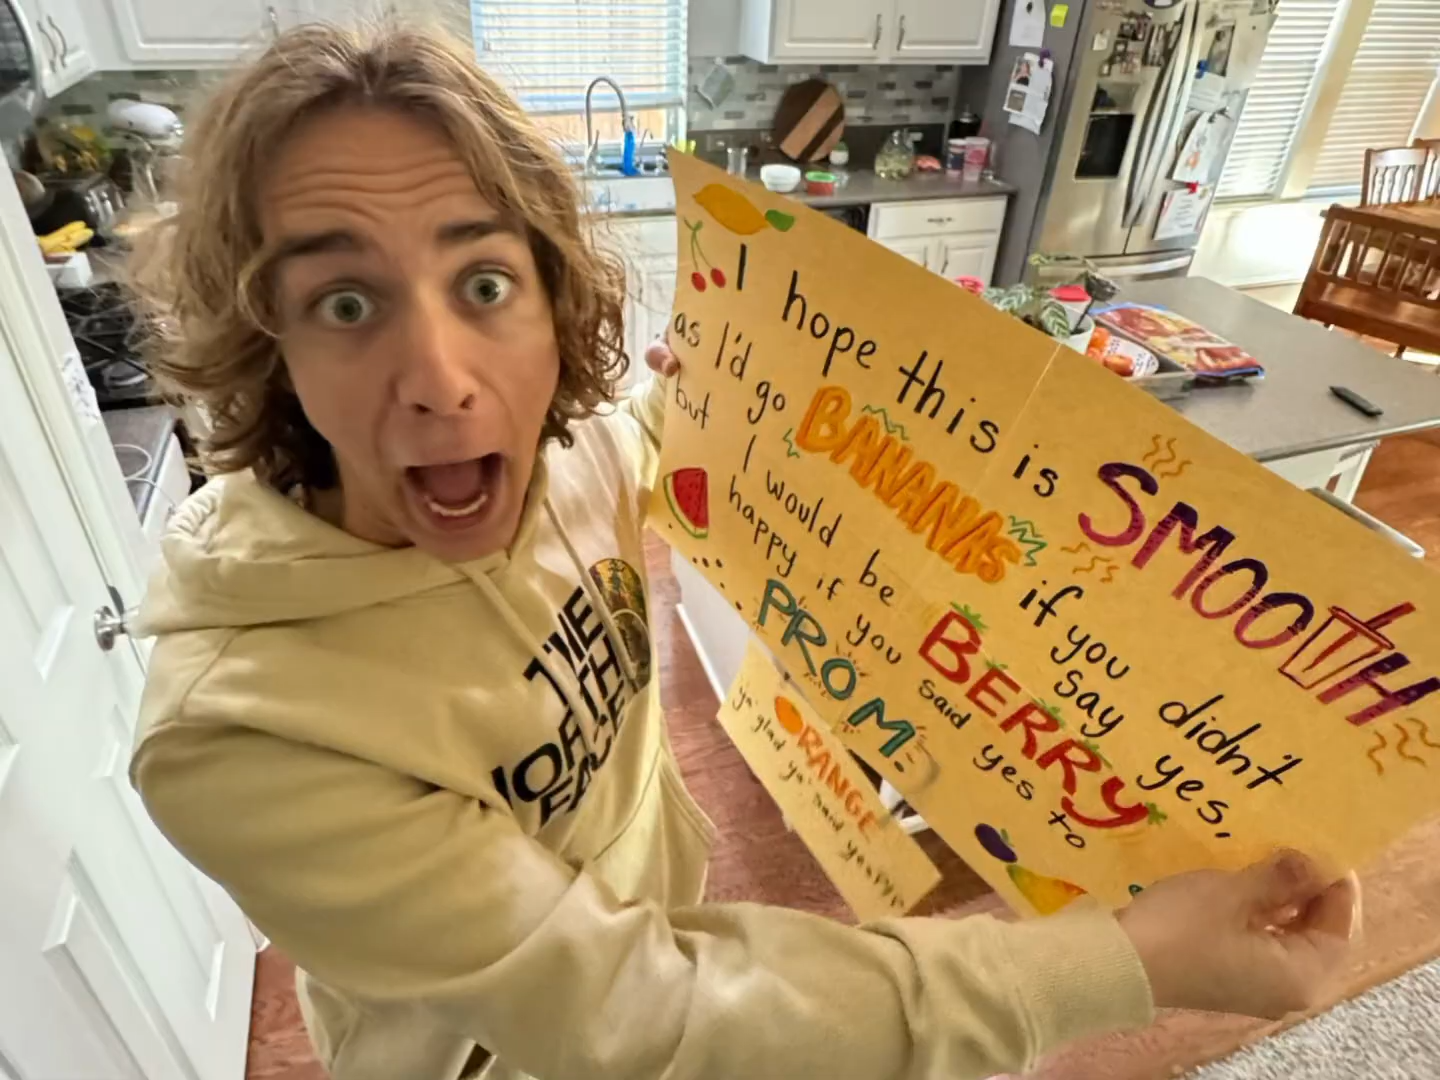 I hope this is SMOOTH
as I'd go BANANAS if you didn't
say yes,
but I would be BERRY
happy if you said yes to
PROM!
ORANGE
ya' glad ya' said yes?!?!
THE
NORTH
FACE